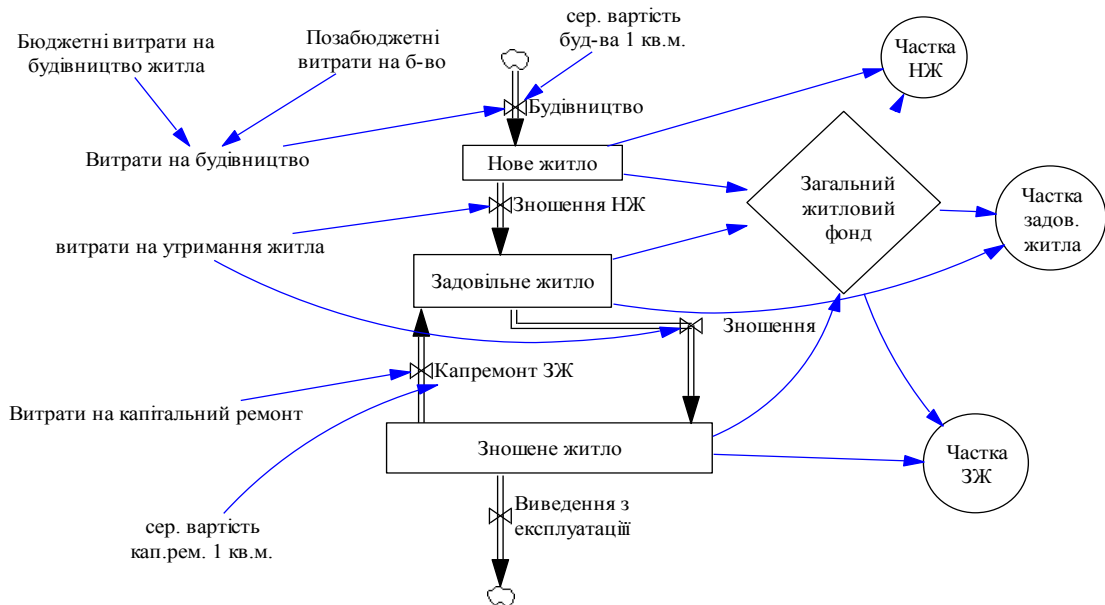 Бюджетні витрати на
будівництво житла
Позабюджетні
витрати на б-во
сер. вартість
буд-ва 1 кв.м.
Частка
НЖ
Будівництво
Витрати на будівництво
Нове житло
Загальний
житловий
фонд
Частка
задов.
житла
Зношення НЖ
витрати на утримання житла
Задовільне житло
Зношення
Капремонт ЗЖ
Витрати на капітальний ремонт
Зношене житло
Частка
ЗЖ
Виведення з
експлуатаціїї
сер. вартість
кап.рем. 1 кв.м.